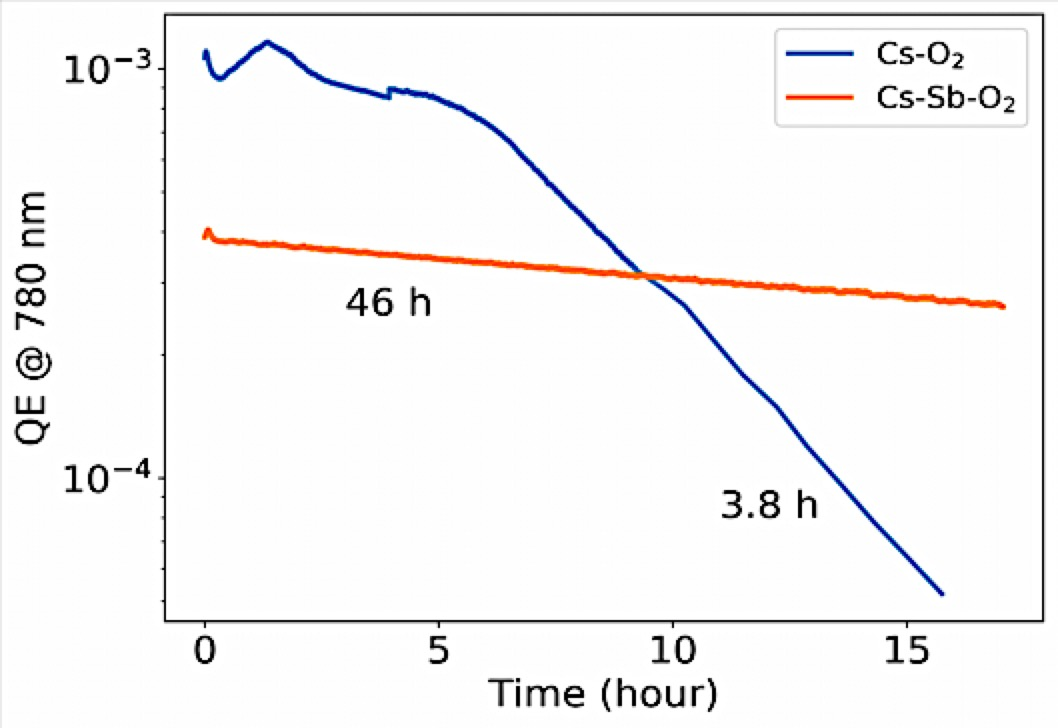 Cs-O₂
Cs-Sb-O₂
10⁻³
10⁻⁴
QE @ 780 nm
46 h
3.8 h
0 5 10 15
Time (hour)